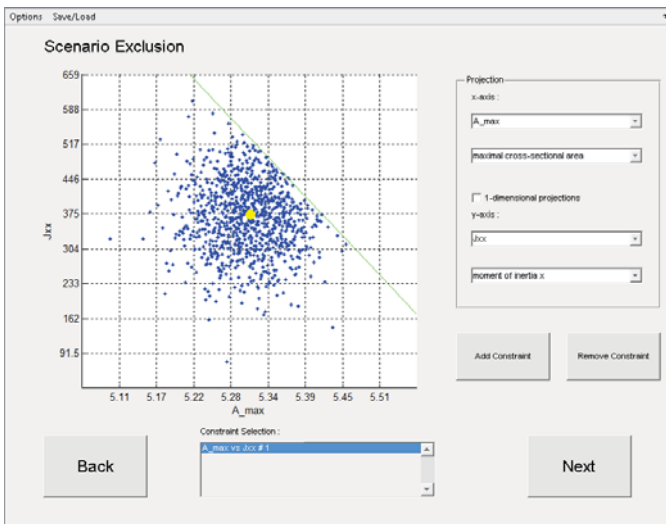 Options Save/Load
Scenario Exclusion
659
588
517
446
375
304
233
162
91.5
Jxx
5.11 5.17 5.22 5.28 5.34 5.39 5.45 5.51
A_max
Projection
x-axis :
A_max
maximal cross-sectional area
1-dimensional projections
y-axis :
Jxx
moment of inertia x
Add Constraint Remove Constraint
Constraint Selection :
A_max vs Jxx # 1
Back
Next